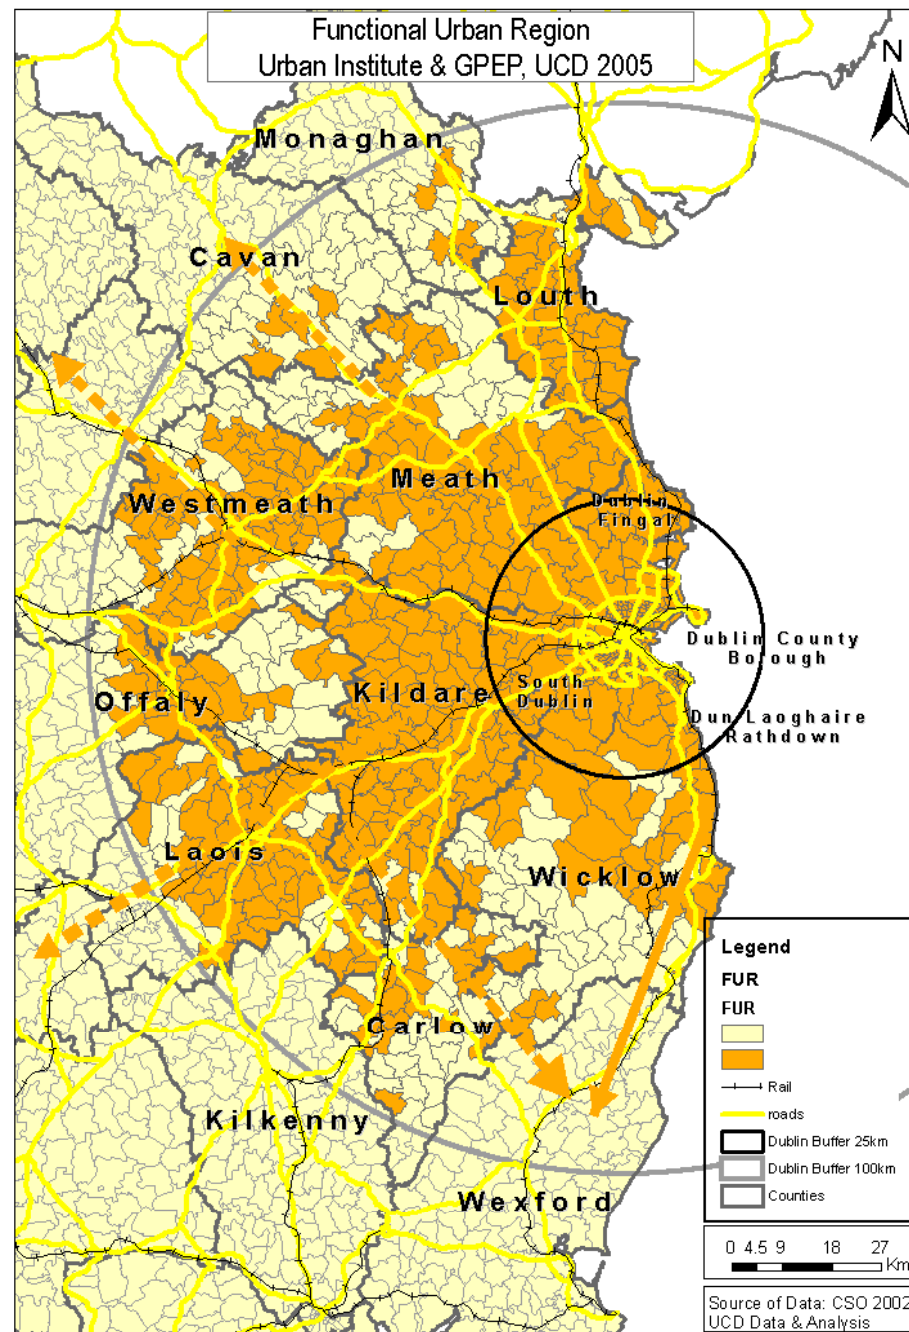 Functional Urban Region
Urban Institute & GPEP, UCD 2005
N
Monaghan
Cavan
Louth
Meath
Westmeath
Dublin
Fingal
Dublin County
Borough
South
Dublin
Kildare
Offaly
Dun Laoghaire
Rathdown
Laois
Wicklow
Carlow
Kilkenny
Wexford
Legend
FUR
FUR
Rail
roads
Dublin Buffer 25km
Dublin Buffer 100km
Counties
0 4.5 9 18 27
Km
Source of Data: CSO 2002
UCD Data & Analysis